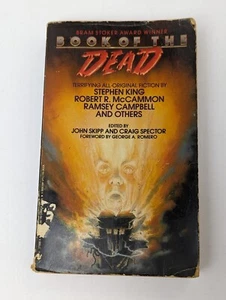 BRAM STOKER AWARD WINNER
BOOK OF THE
DEAD
TERRIFYING ALL-ORIGINAL FICTION BY
STEPHEN KING
ROBERT R. McCAMMON
RAMSEY CAMPBELL
AND OTHERS
EDITED BY
JOHN SKIPP AND CRAIG SPECTOR
FOREWORD BY GEORGE A. ROMERO